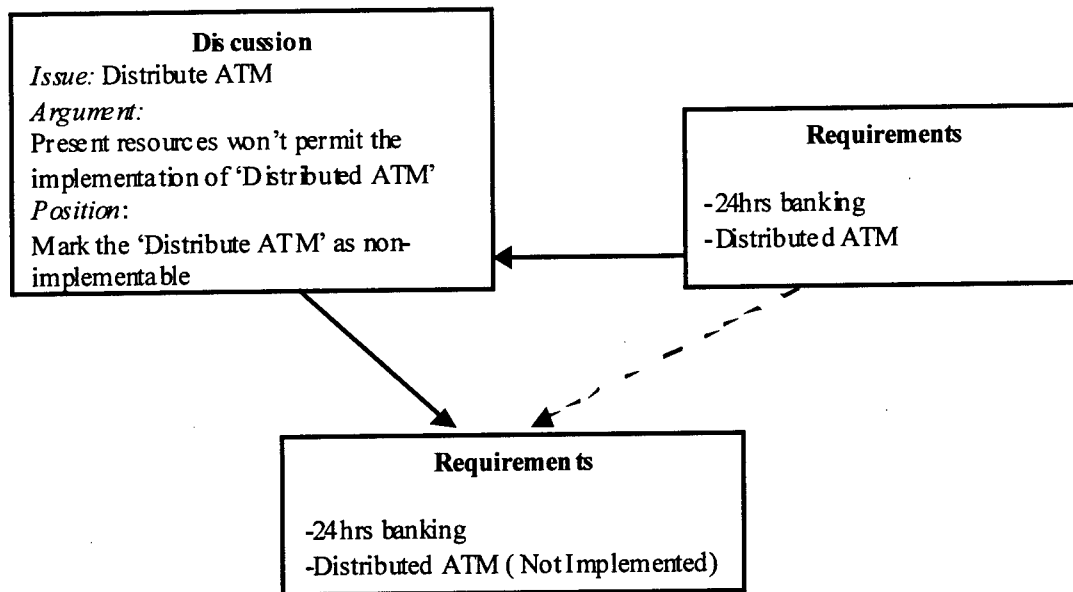 Discussion
Issue: Distribute ATM
Argument:
Present resources won't permit the
implementation of 'Distributed ATM'
Position:
Mark the 'Distribute ATM' as non-
implementable
Requirements
-24hrs banking
-Distributed ATM
Requirements
-24hrs banking
-Distributed ATM ( Not Implemented)